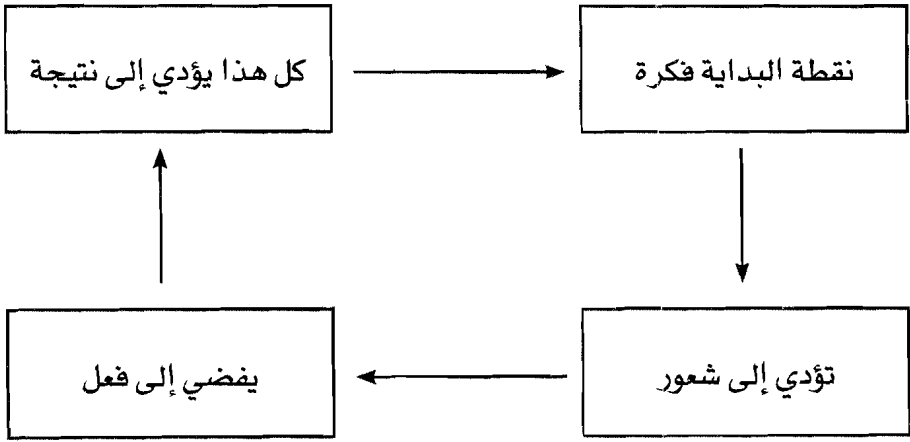 نقطة البداية فكرة
كل هذا يؤدي إلى نتيجة
تؤدي إلى شعور
يفضي إلى فعل